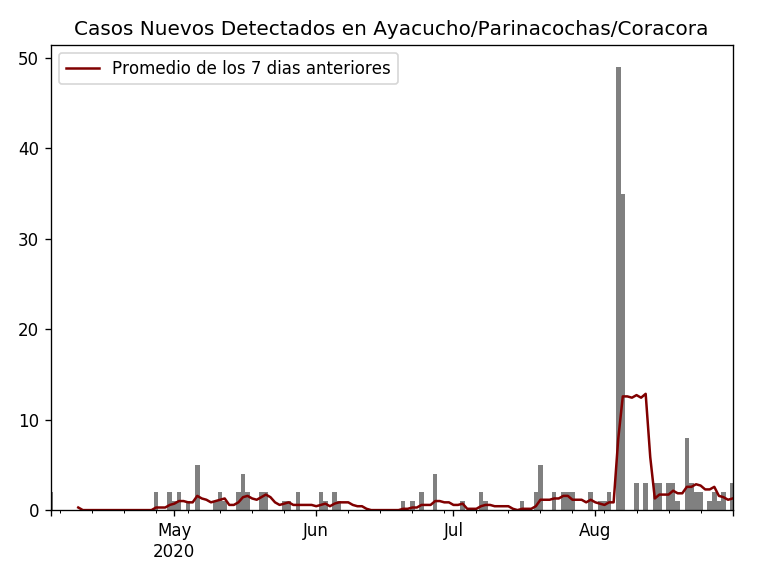 Casos Nuevos Detectados en Ayacucho/Parinacochas/Coracora
Promedio de los 7 dias anteriores
50
40
30
20
10
0
May Jun Jul Aug
2020